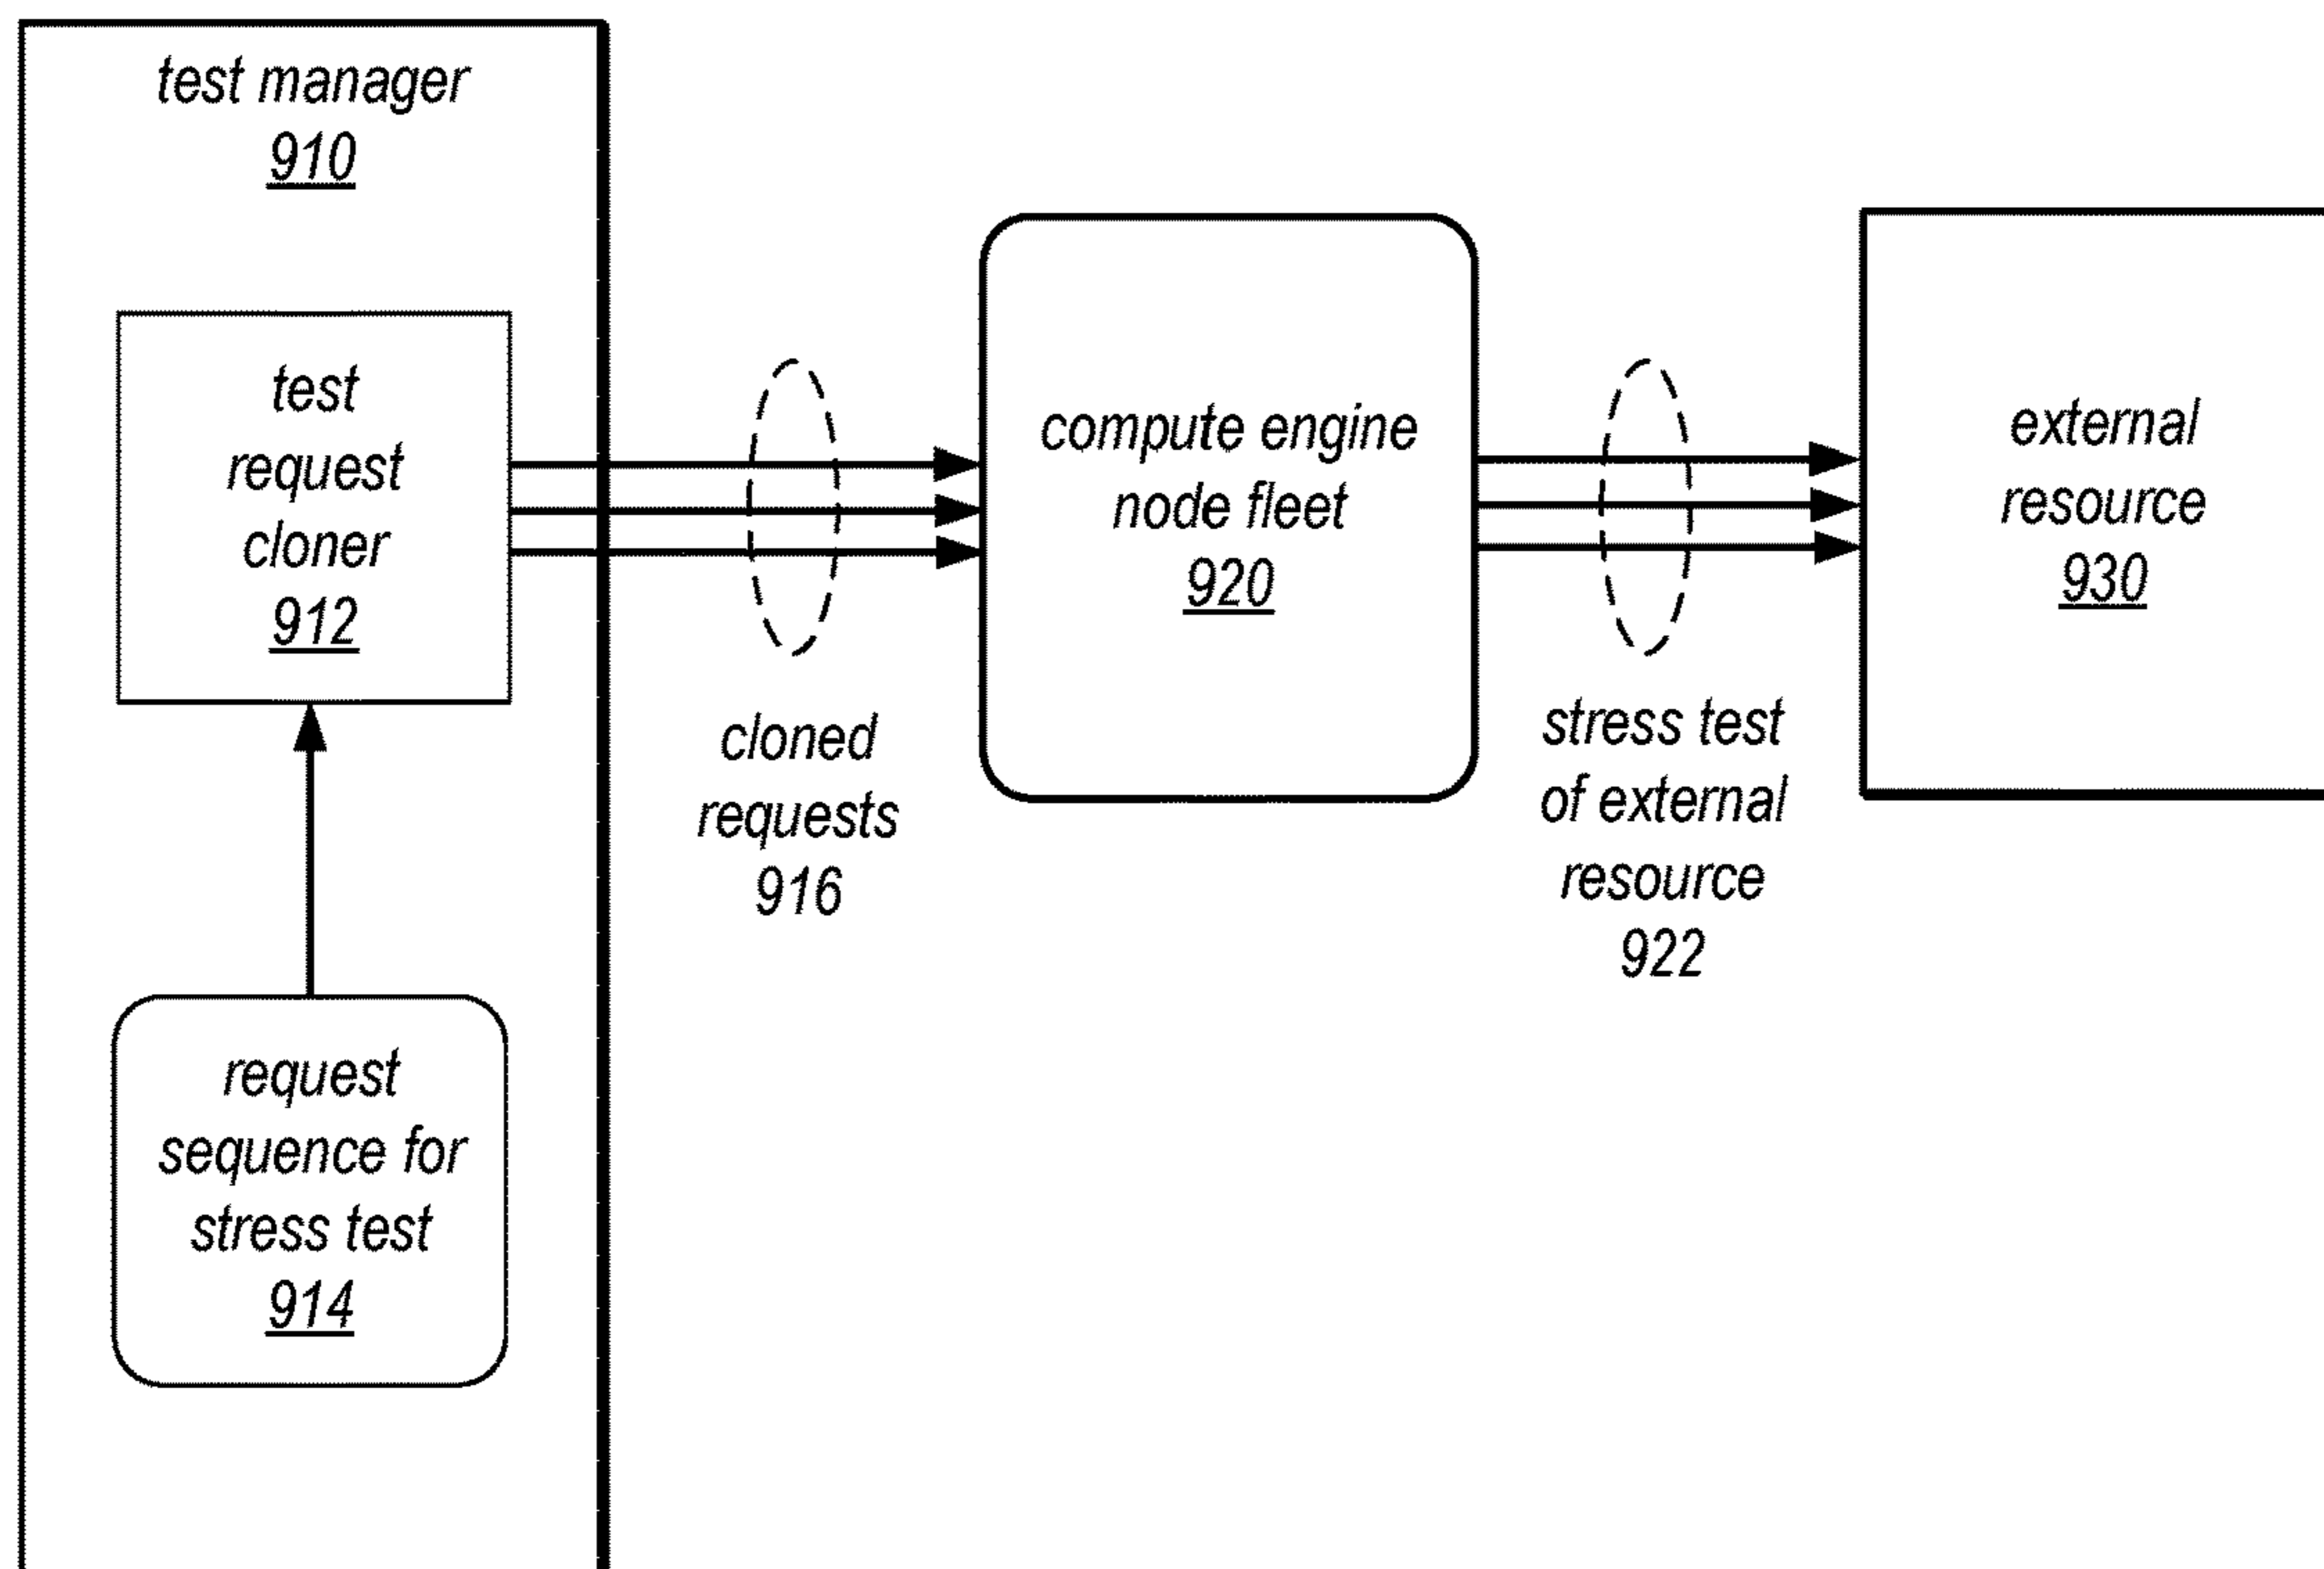 test manager
910
test
request
cloner
912
request
sequence for
stress test
914
cloned
requests
916
compute engine
node fleet
920
stress test
of external
resource
922
external
resource
930